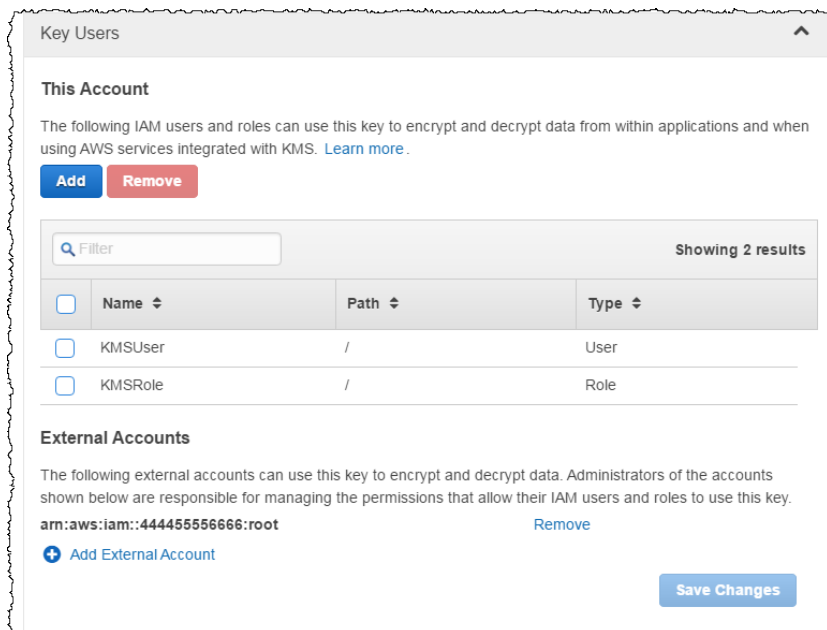 Key Users
This Account
The following IAM users and roles can use this key to encrypt and decrypt data from within applications and when
using AWS services integrated with KMS. Learn more.
Add Remove
Filter Showing 2 results
Name Path Type
KMSUser / User
KMSRole / Role
External Accounts
The following external accounts can use this key to encrypt and decrypt data. Administrators of the accounts
shown below are responsible for managing the permissions that allow their IAM users and roles to use this key.
arn:aws:iam::444455556666:root Remove
Add External Account
Save Changes